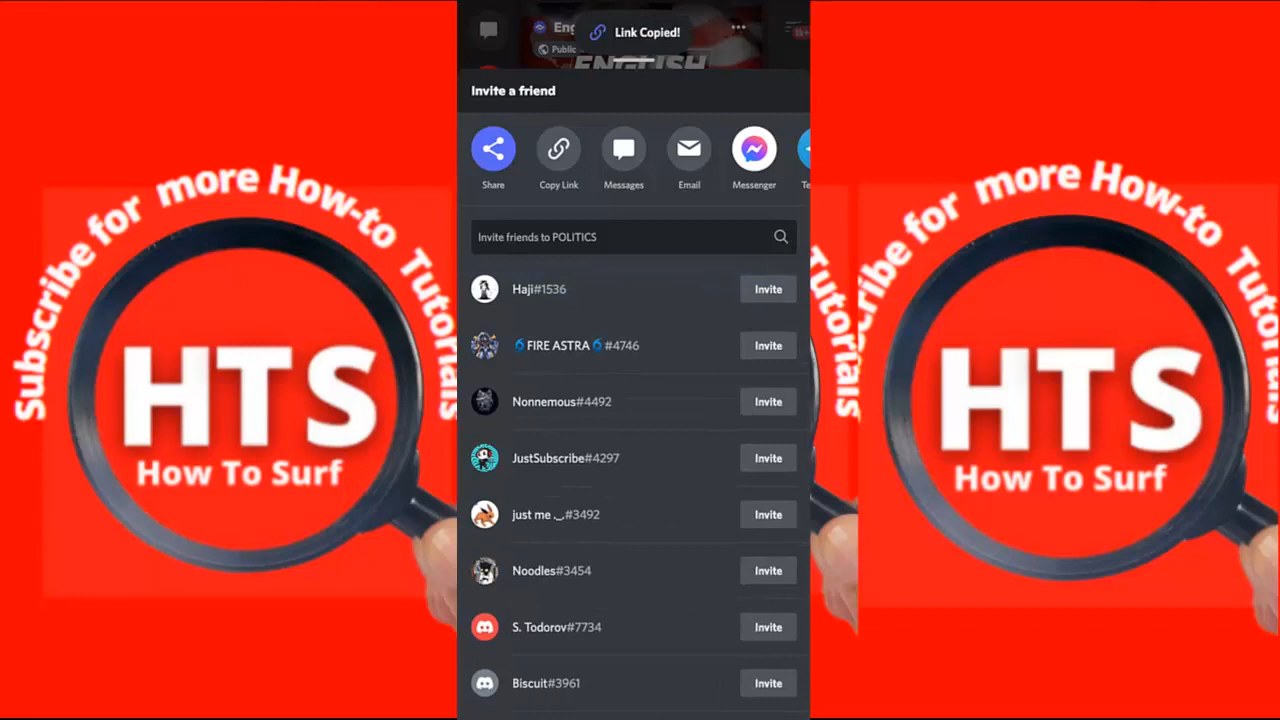 Subscribe for more How-to Tutorials
HTS
How To Surf
Eng
Link Copied!
Public
ENGLISH
Invite a friend
Share
Copy Link
Messages
Email
Messenger
Invite friends to POLITICS
Haji#1536
Invite
🌀FIRE ASTRA🌀#4746
Invite
Nonnemous#4492
Invite
JustSubscribe#4297
Invite
just me ._.#3492
Invite
Noodles#3454
Invite
S. Todorov#7734
Invite
Biscuit#3961
Invite
Subscribe for more How-to Tutorials
HTS
How To Surf